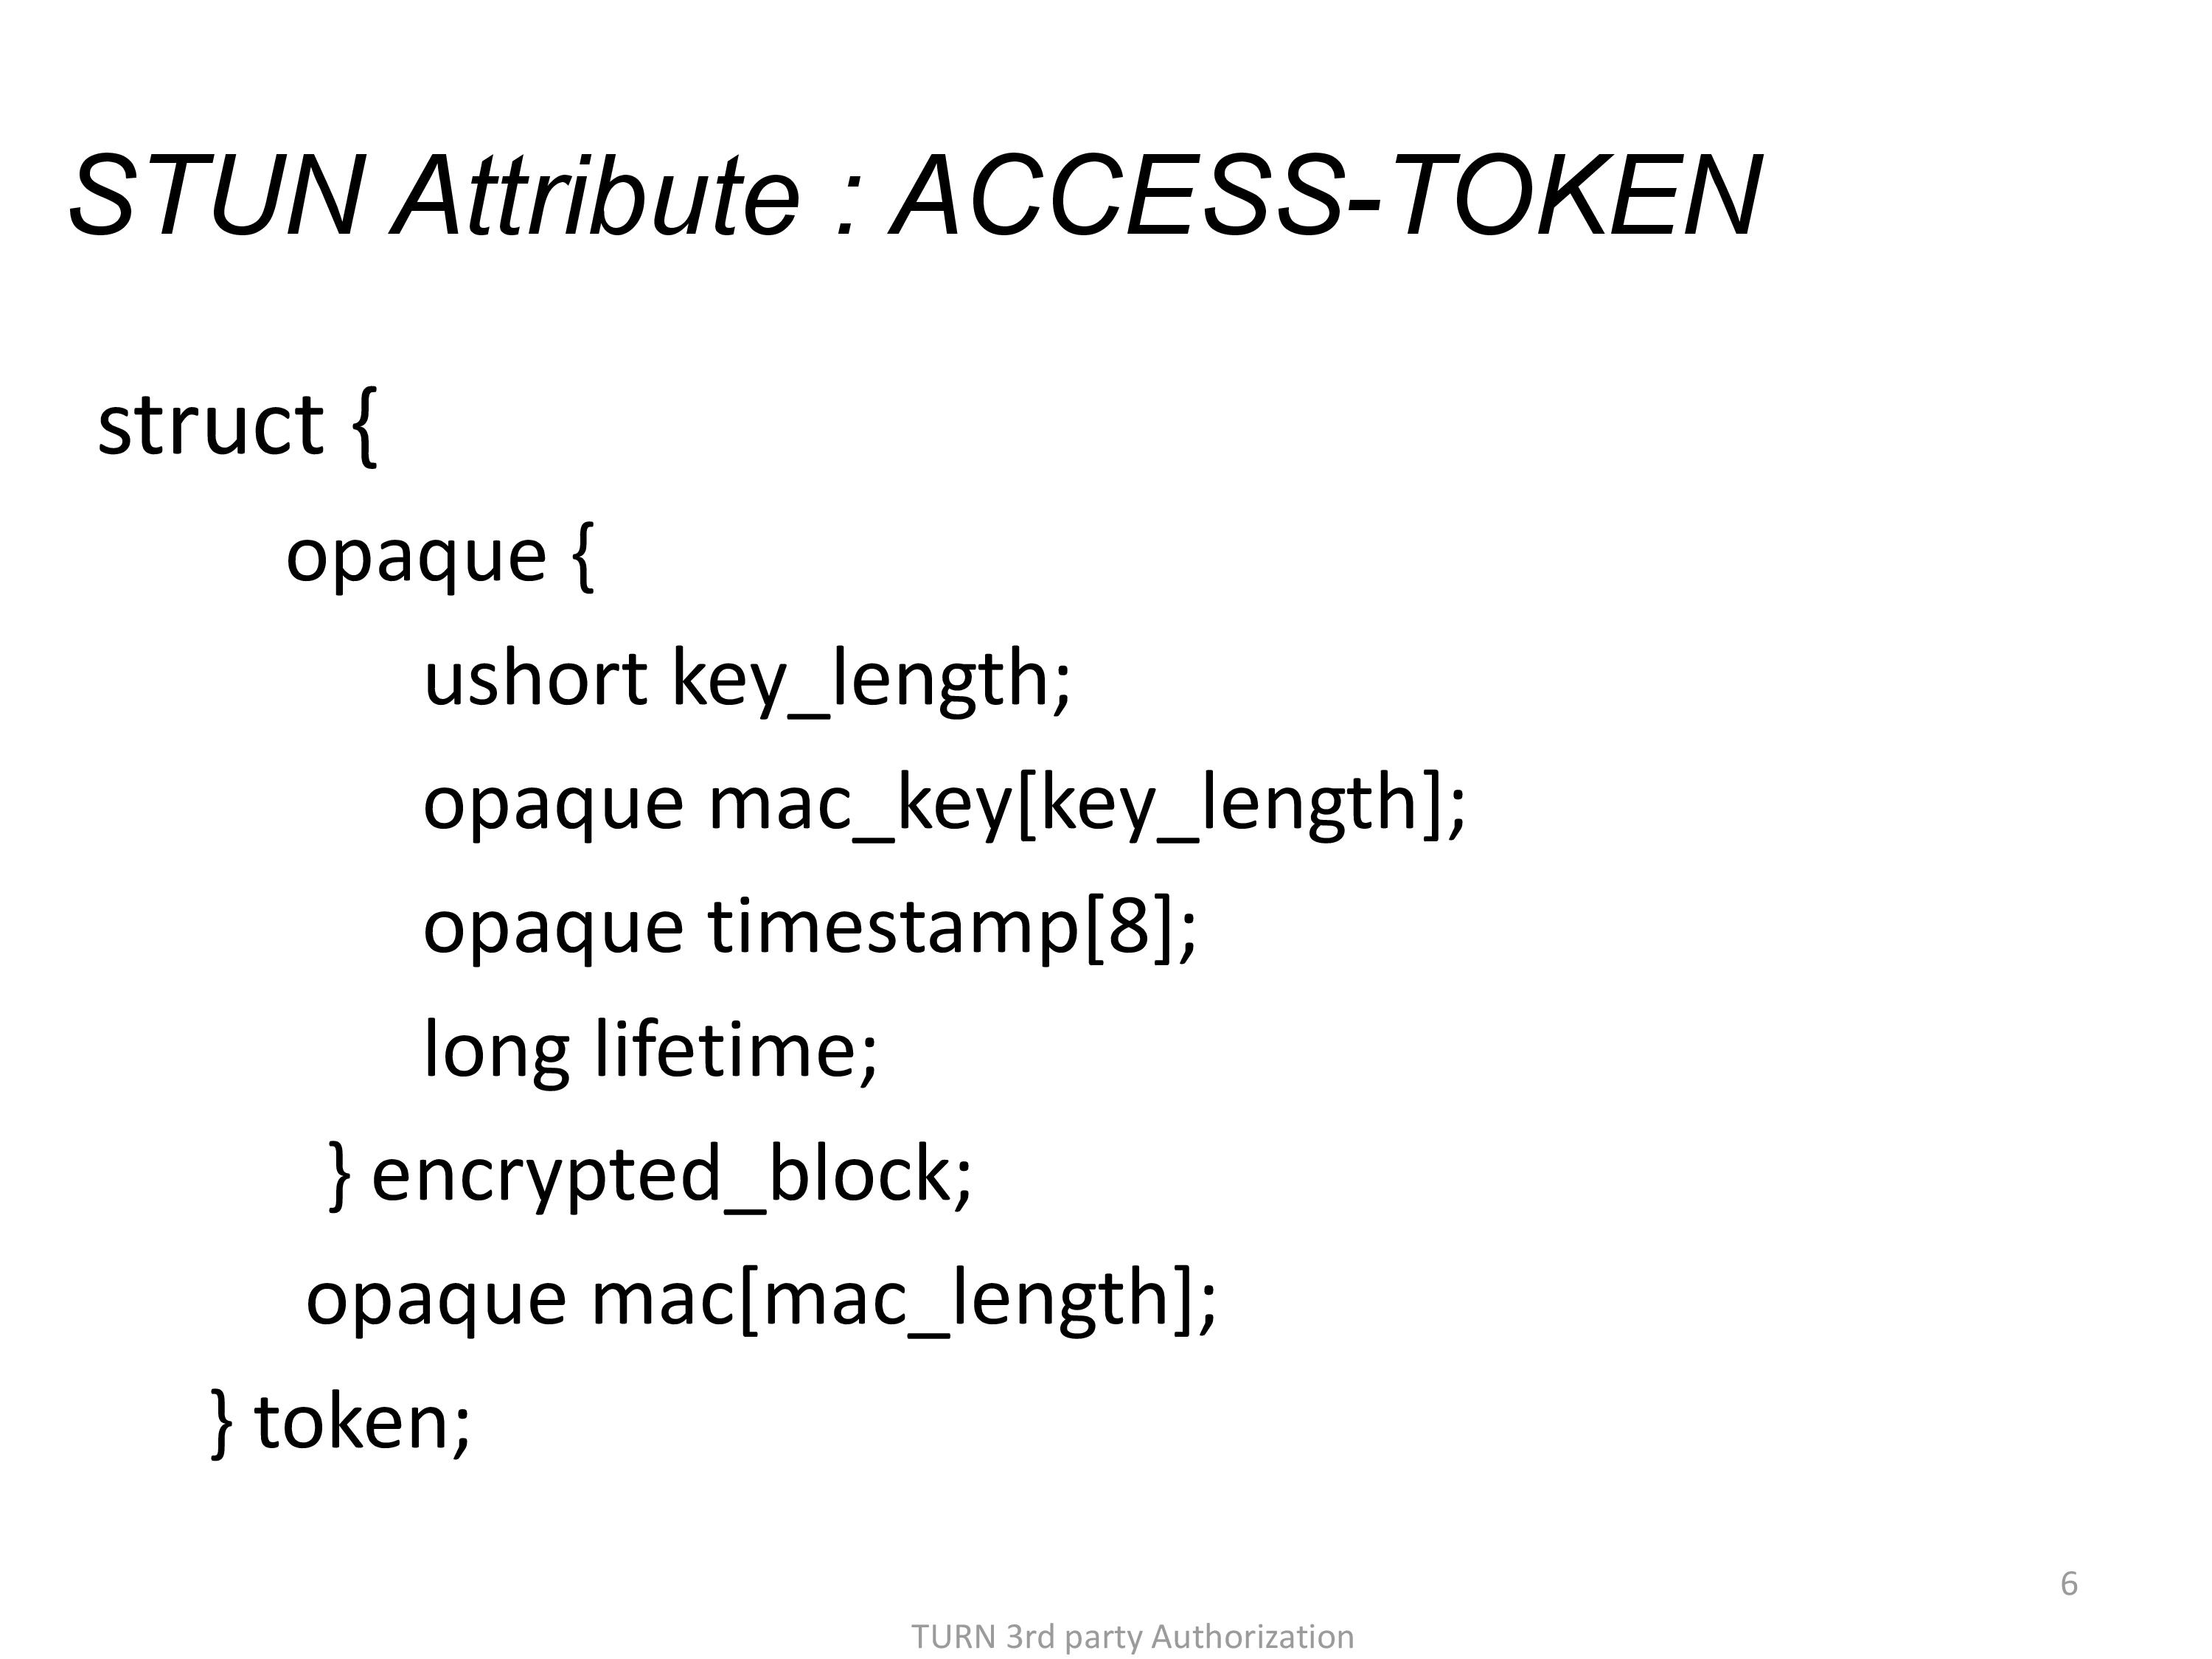 STUN Attribute : ACCESS-TOKEN
struct {
opaque {
ushort key_length;
opaque mac_key[key_length];
opaque timestamp[8];
long lifetime;
} encrypted_block;
opaque mac[mac_length];
} token;
6
TURN 3rd party Authorization